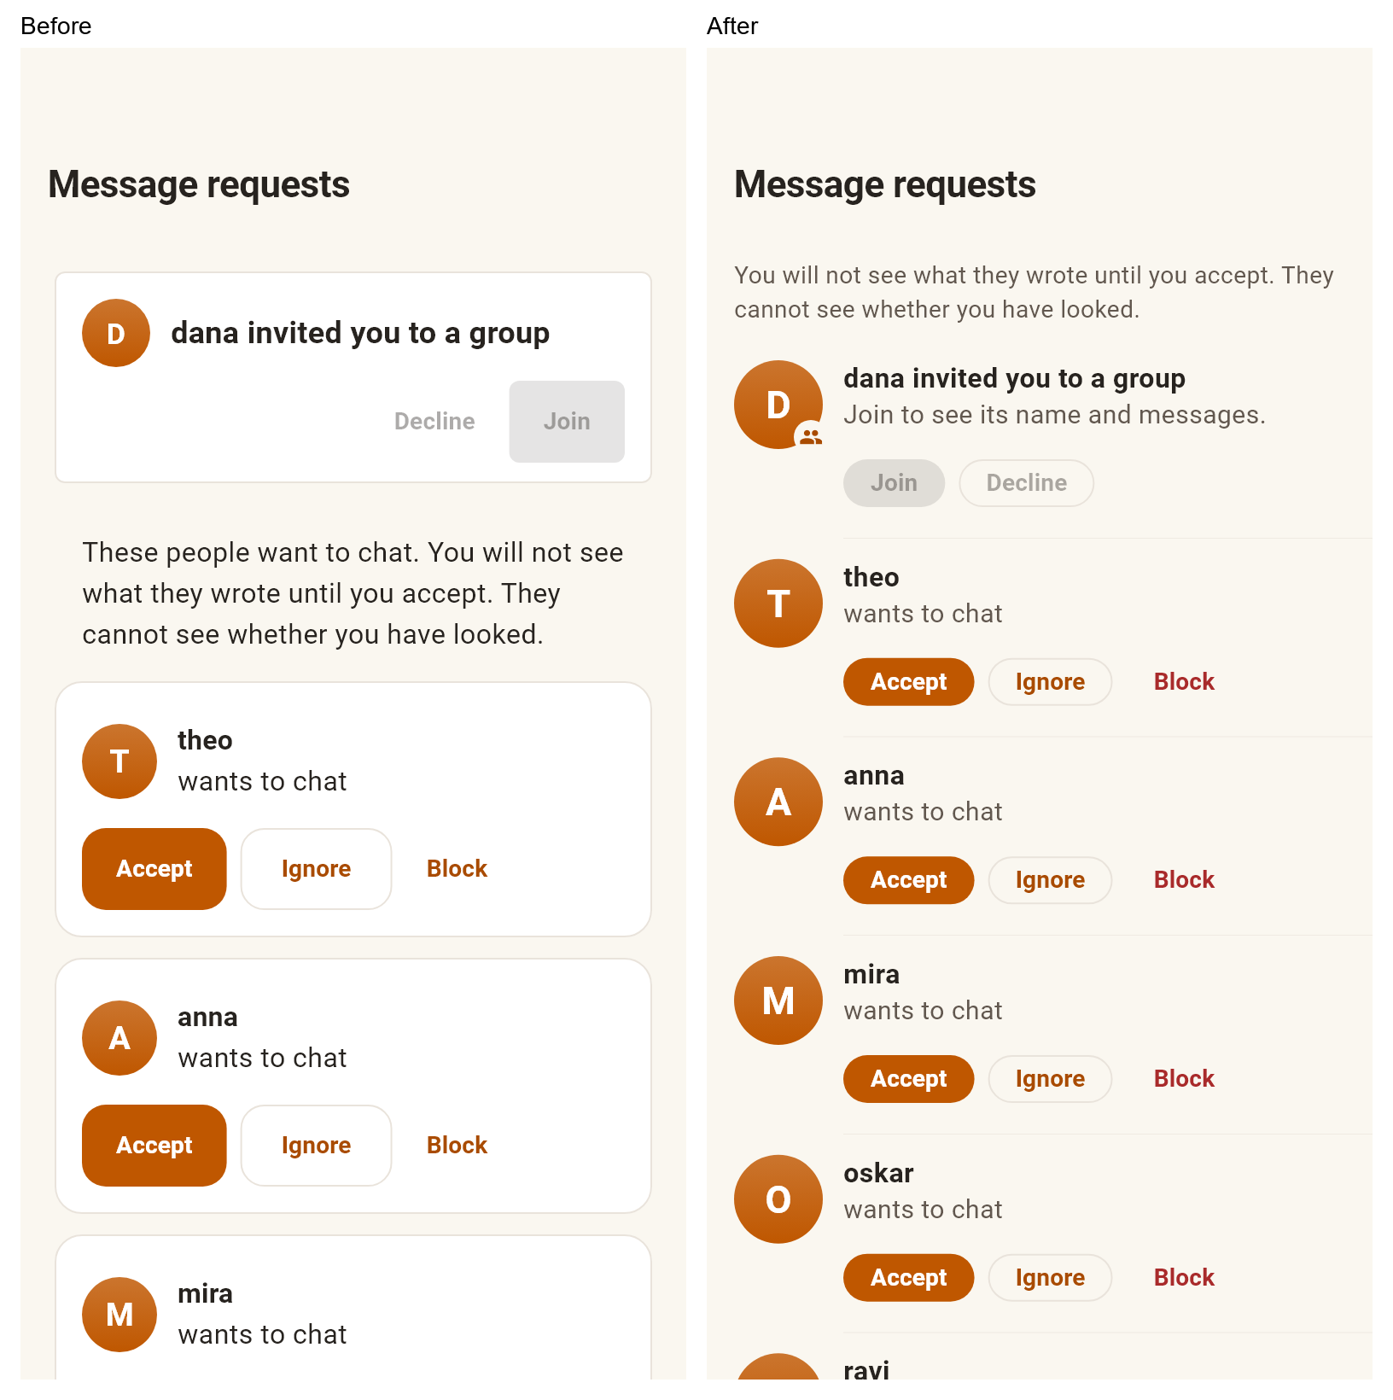 Before
Message requests
D
dana invited you to a group
Decline
Join
These people want to chat. You will not see
what they wrote until you accept. They
cannot see whether you have looked.
T
theo
wants to chat
Accept
Ignore
Block
A
anna
wants to chat
Accept
Ignore
Block
M
mira
wants to chat
After
Message requests
You will not see what they wrote until you accept. They
cannot see whether you have looked.
D
dana invited you to a group
Join to see its name and messages.
Join
Decline
T
theo
wants to chat
Accept
Ignore
Block
A
anna
wants to chat
Accept
Ignore
Block
M
mira
wants to chat
Accept
Ignore
Block
O
oskar
wants to chat
Accept
Ignore
Block
ravi